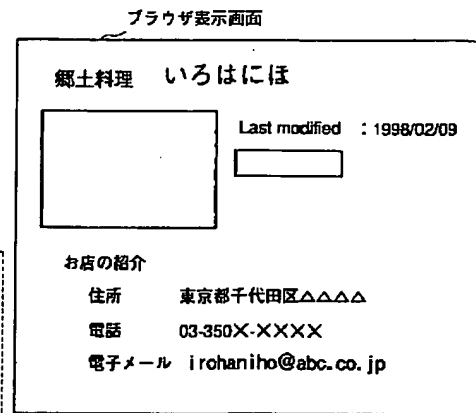 ブラウザ表示画面
郷土料理 いろはにほ
Last modified : 1998/02/09
お店の紹介
住所 東京都千代田区△△△△
電話 03-350X-XXXX
電子メール irohaniho@abc.co.jp